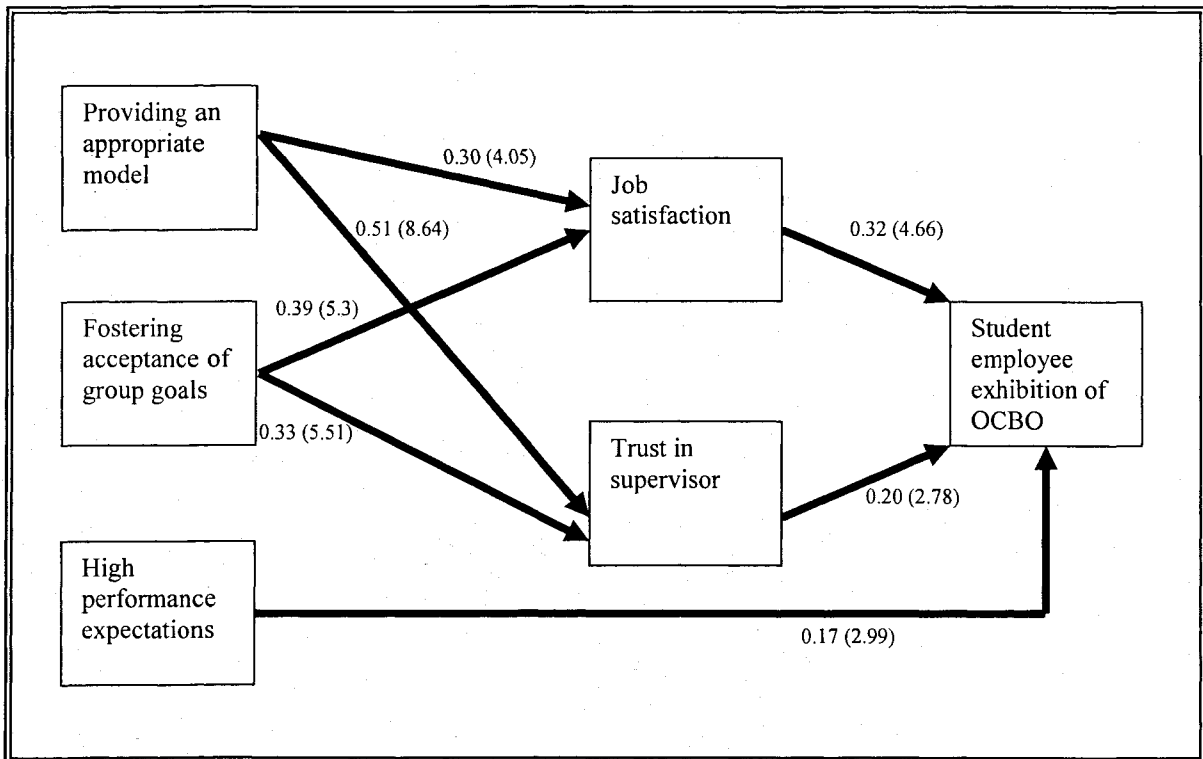 Providing an
appropriate
model
0.30 (4.05)
0.51 (8.64)
Job
satisfaction
0.32 (4.66)
Fostering
acceptance of
group goals
0.39 (5.3)
0.33 (5.51)
Student
employee
exhibition of
OCBO
Trust in
supervisor
0.20 (2.78)
High
performance
expectations
0.17 (2.99)